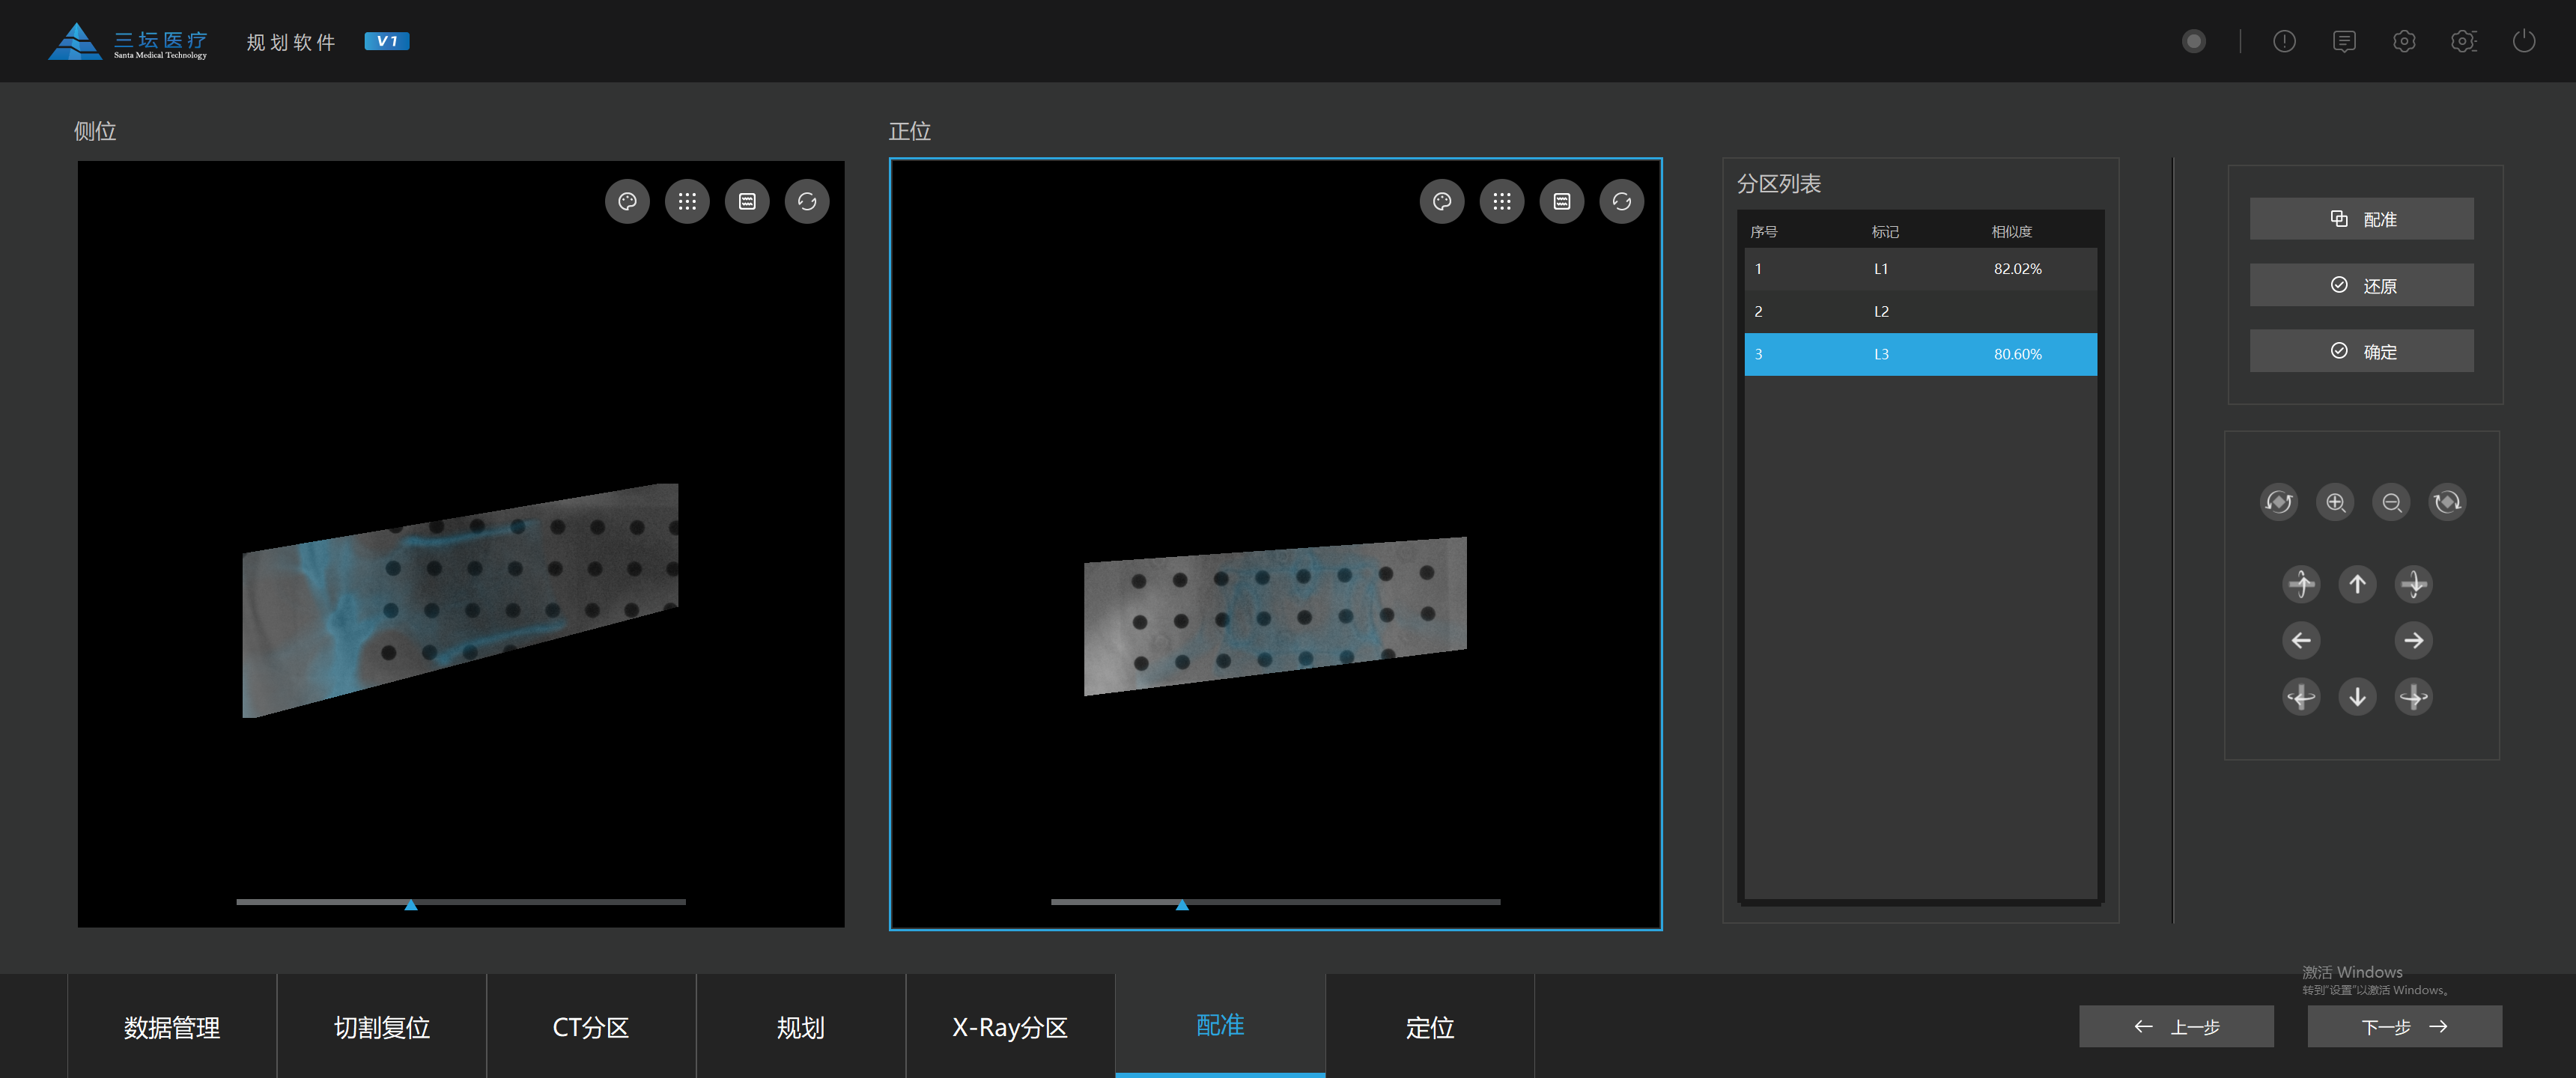 三坛医疗
Santa Medical Technology
规划软件
V1
侧位
正位
分区列表
序号 标记 相似度
1 L1 82.02%
2 L2
3 L3 80.60%
配准
还原
确定
激活 Windows
转到"设置"以激活 Windows。
数据管理
切割复位
CT分区
规划
X-Ray分区
配准
定位
上一步
下一步